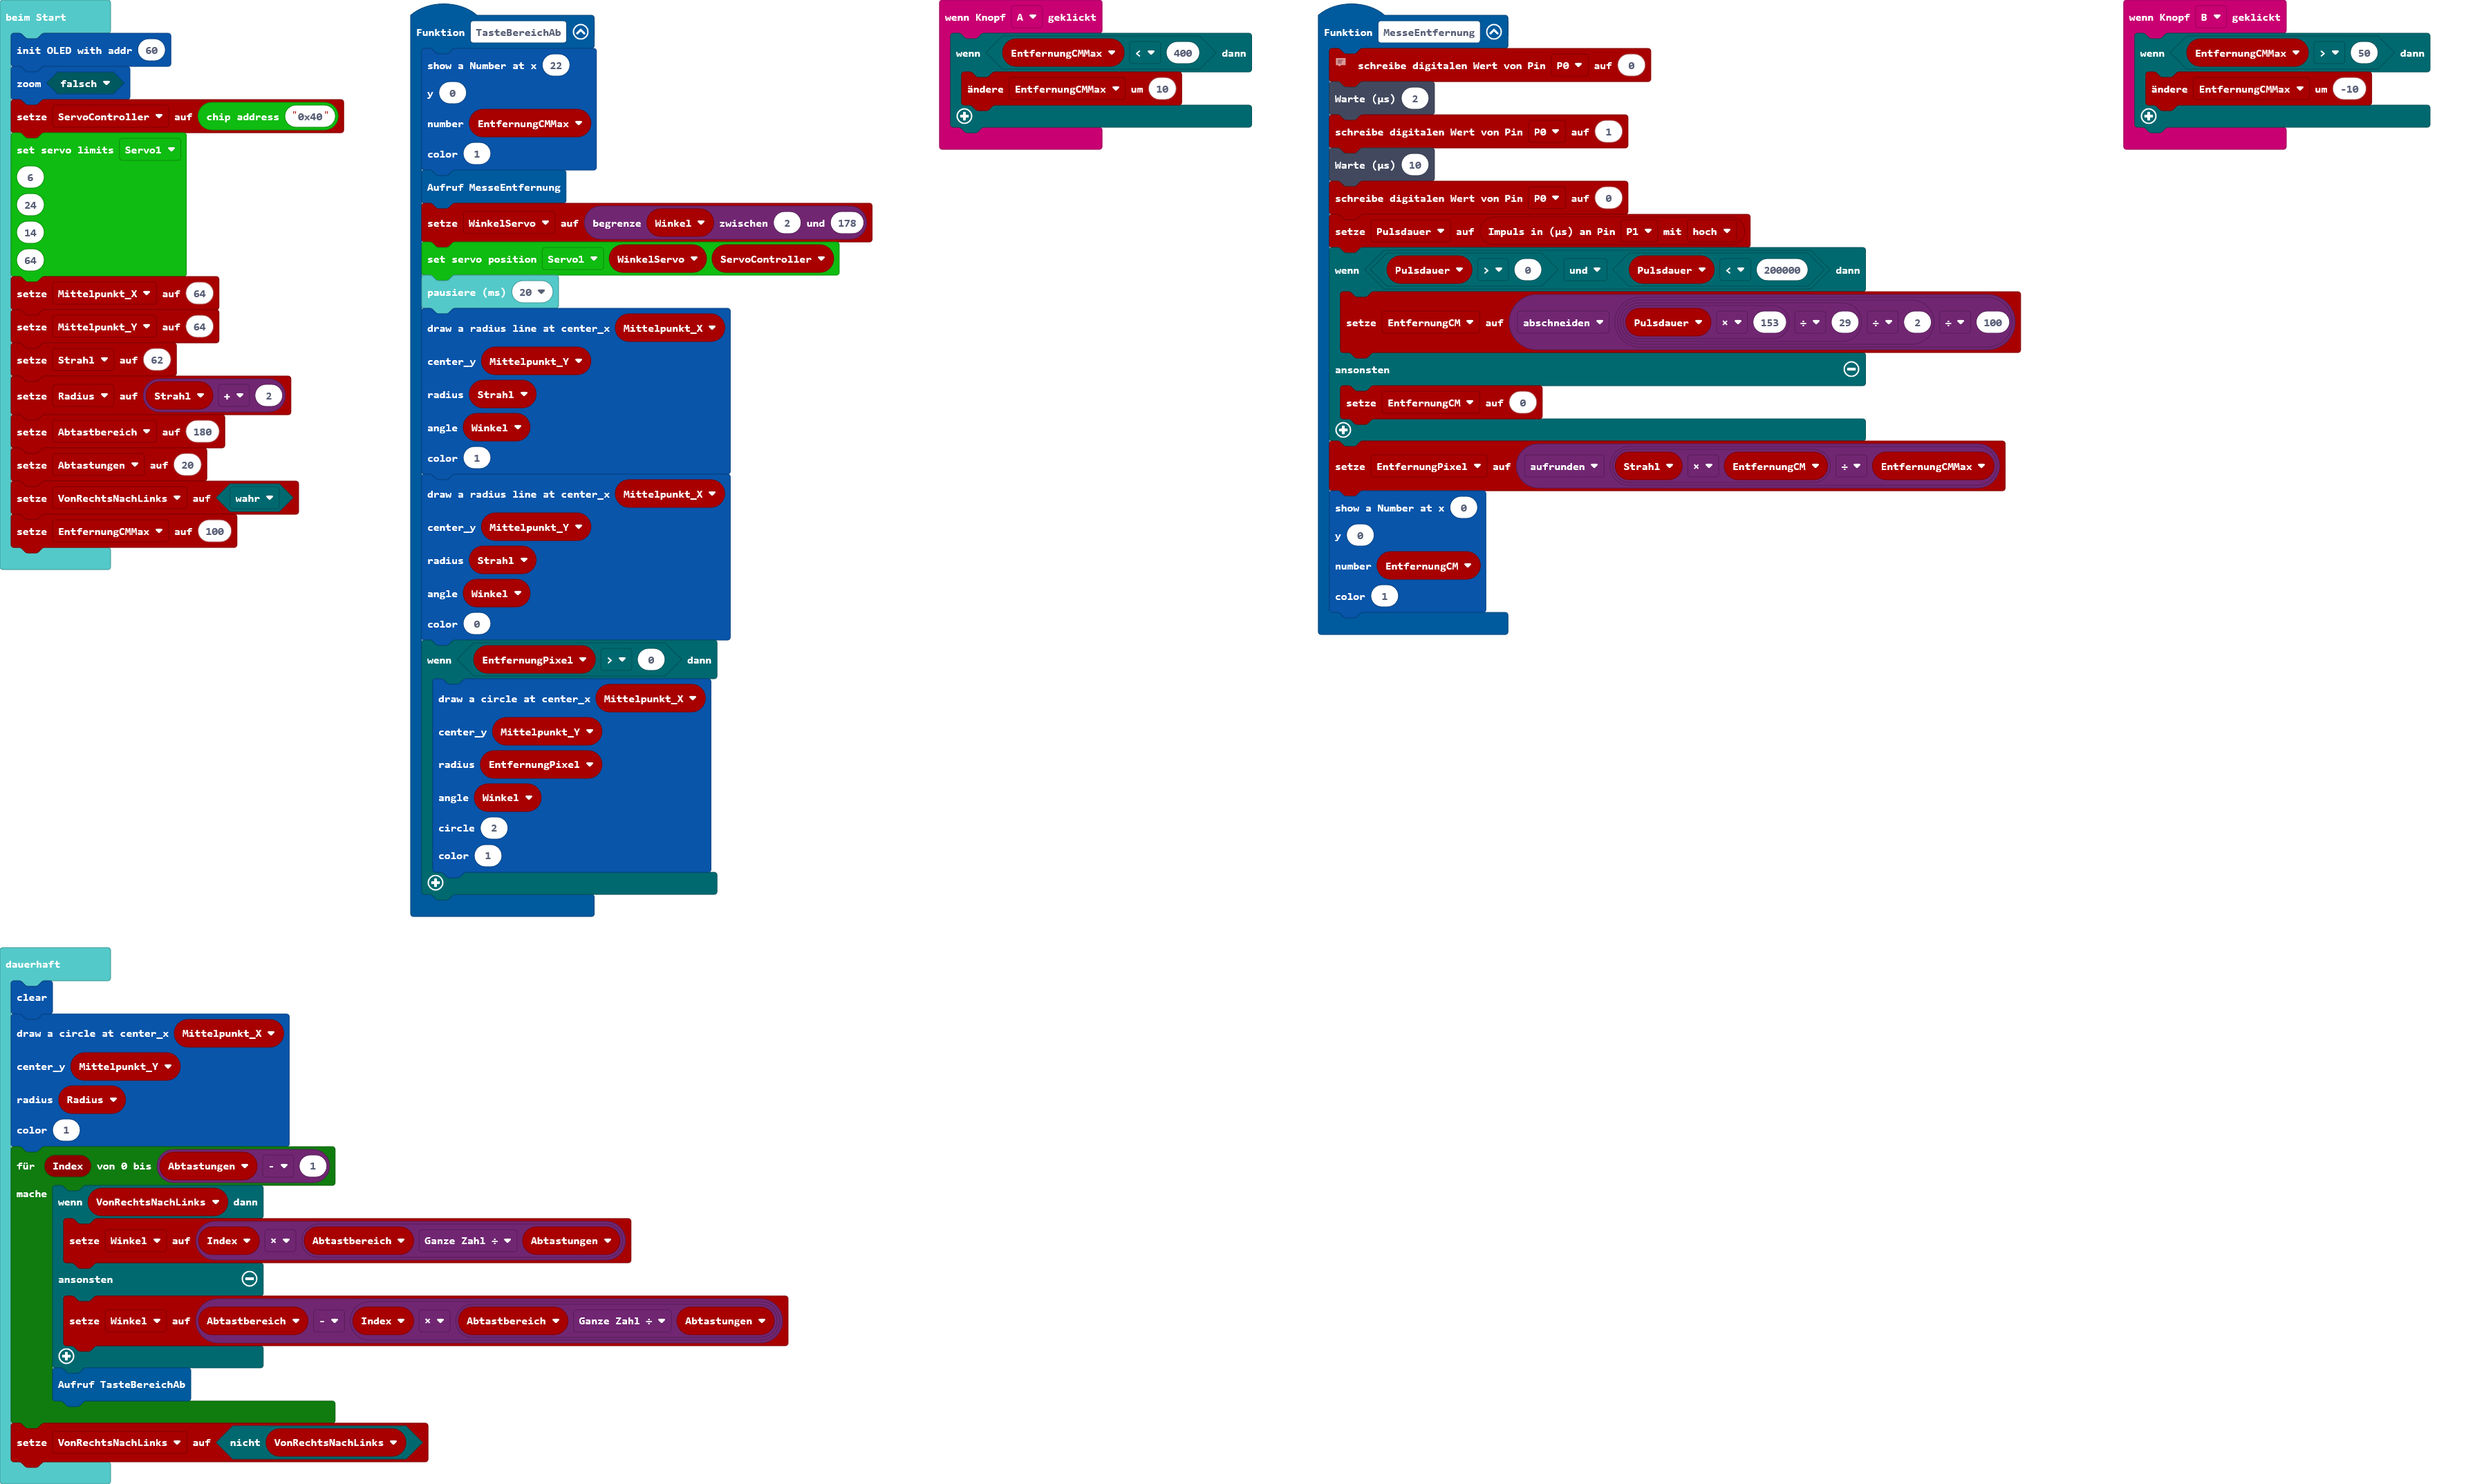 beim Start
init OLED with addr 60
zoom falsch
setze ServoController auf chip address "0x40"
set servo limits Servo1
6
24
14
64
setze Mittelpunkt_X auf 64
setze Mittelpunkt_Y auf 64
setze Strahl auf 62
setze Radius auf Strahl + 2
setze Abtastbereich auf 180
setze Abtastungen auf 20
setze VonRechtsNachLinks auf wahr
setze EntfernungCMMax auf 100
Funktion TasteBereichAb
show a Number at x 22
y 0
number EntfernungCMMax
color 1
Aufruf MesseEntfernung
setze WinkelServo auf begrenze Winkel zwischen 2 und 178
set servo position Servo1 WinkelServo ServoController
pausiere (ms) 20
draw a radius line at center_x Mittelpunkt_X
center_y Mittelpunkt_Y
radius Strahl
angle Winkel
color 1
draw a radius line at center_x Mittelpunkt_X
center_y Mittelpunkt_Y
radius Strahl
angle Winkel
color 0
wenn EntfernungPixel > 0 dann
draw a circle at center_x Mittelpunkt_X
center_y Mittelpunkt_Y
radius EntfernungPixel
angle Winkel
circle 2
color 1
wenn Knopf A geklickt
wenn EntfernungCMMax < 400 dann
ändere EntfernungCMMax um 10
Funktion MesseEntfernung
schreibe digitalen Wert von Pin P0 auf 0
Warte (µs) 2
schreibe digitalen Wert von Pin P0 auf 1
Warte (µs) 10
schreibe digitalen Wert von Pin P0 auf 0
setze Pulsdauer auf Impuls in (µs) an Pin P1 mit hoch
wenn Pulsdauer > 0 und Pulsdauer < 200000 dann
setze EntfernungCM auf abschneiden Pulsdauer × 153 ÷ 29 ÷ 2 ÷ 100
ansonsten
setze EntfernungCM auf 0
setze EntfernungPixel auf aufrunden Strahl × EntfernungCM ÷ EntfernungCMMax
show a Number at x 0
y 0
number EntfernungCM
color 1
wenn Knopf B geklickt
wenn EntfernungCMMax > 50 dann
ändere EntfernungCMMax um -10
dauerhaft
clear
draw a circle at center_x Mittelpunkt_X
center_y Mittelpunkt_Y
radius Radius
color 1
für Index von 0 bis Abtastungen - 1
mache
wenn VonRechtsNachLinks dann
setze Winkel auf Index × Abtastbereich Ganze Zahl ÷ Abtastungen
ansonsten
setze Winkel auf Abtastbereich - Index × Abtastbereich Ganze Zahl ÷ Abtastungen
Aufruf TasteBereichAb
setze VonRechtsNachLinks auf nicht VonRechtsNachLinks